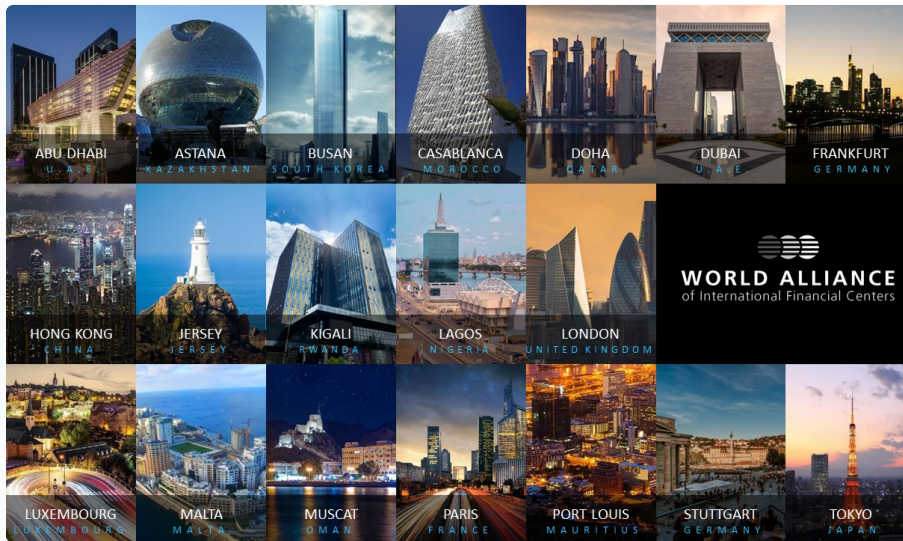 ABU DHABI
U.A.E.
ASTANA
KAZAKHSTAN
BUSAN
SOUTH KOREA
CASABLANCA
MOROCCO
DOHA
QATAR
DUBAI
U.A.E.
FRANKFURT
GERMANY
HONG KONG
CHINA
JERSEY
JERSEY
KIGALI
RWANDA
LAGOS
NIGERIA
LONDON
UNITED KINGDOM
WORLD ALLIANCE
of International Financial Centers
LUXEMBOURG
LUXEMBOURG
MALTA
MALTA
MUSCAT
OMAN
PARIS
FRANCE
PORT LOUIS
MAURITIUS
STUTTGART
GERMANY
TOKYO
JAPAN